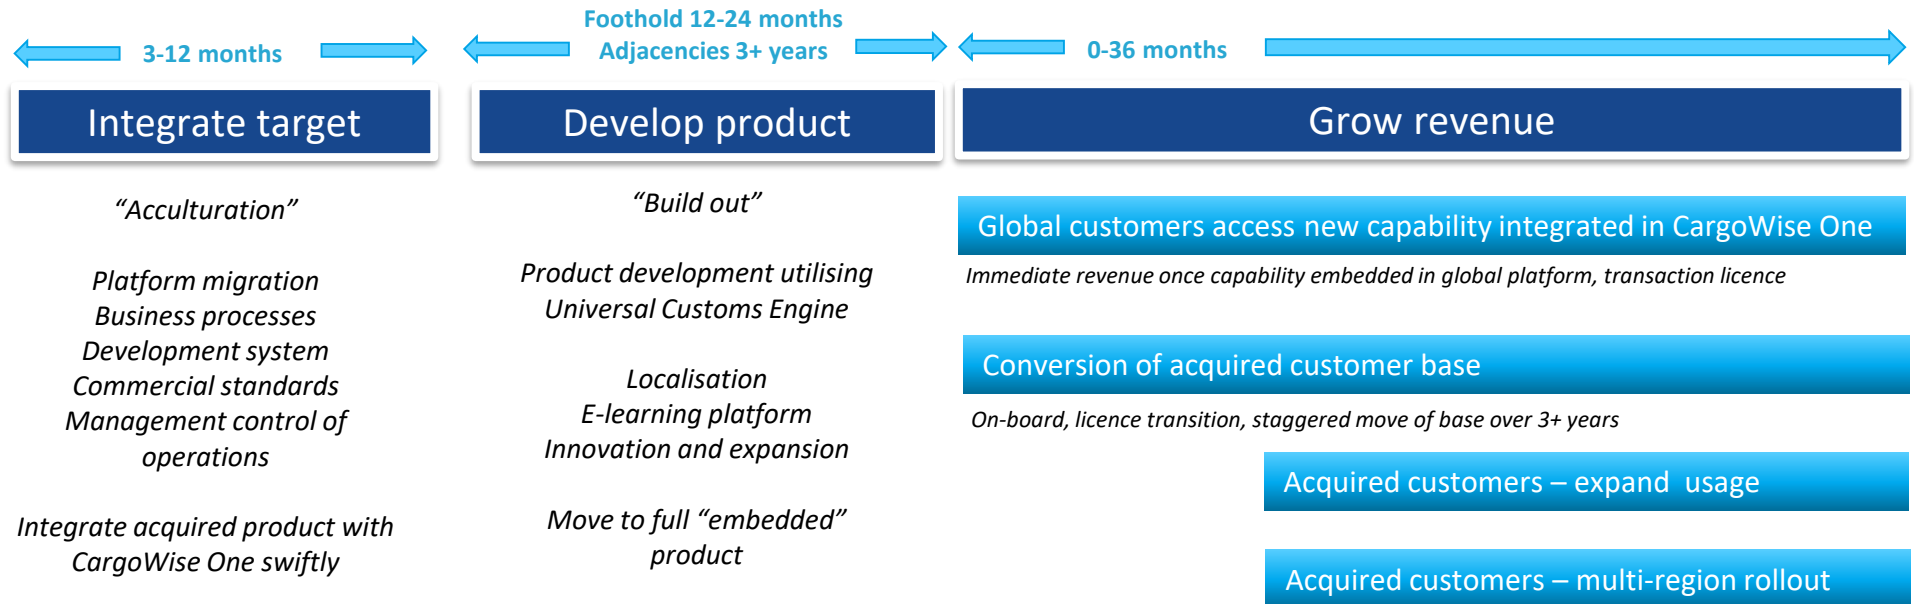 3-12 months
Foothold 12-24 months
Adjacencies 3+ years
0-36 months
Integrate target
Develop product
Grow revenue
“Acculturation”
Platform migration
Business processes
Development system
Commercial standards
Management control of
operations
Integrate acquired product with
CargoWise One swiftly
“Build out”
Product development utilising
Universal Customs Engine
Localisation
E-learning platform
Innovation and expansion
Move to full “embedded”
product
Global customers access new capability integrated in CargoWise One
Immediate revenue once capability embedded in global platform, transaction licence
Conversion of acquired customer base
On-board, licence transition, staggered move of base over 3+ years
Acquired customers – expand usage
Acquired customers – multi-region rollout